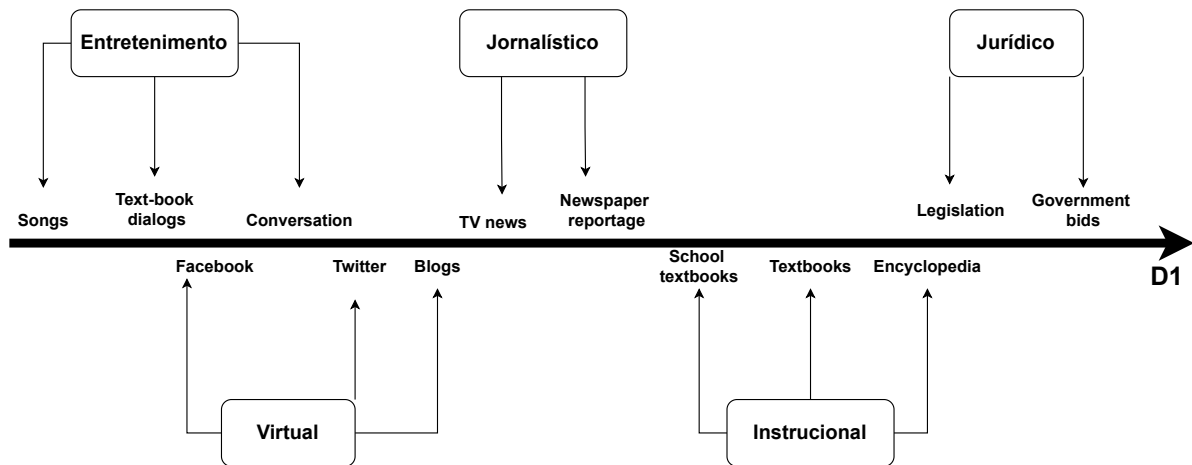 Entretenimento
Jornalístico
Jurídico
Songs
Text-book
dialogs
Conversation
TV news
Newspaper
reportage
Legislation
Government
bids
Facebook
Twitter
Blogs
School
textbooks
Textbooks
Encyclopedia
D1
Virtual
Instrucional